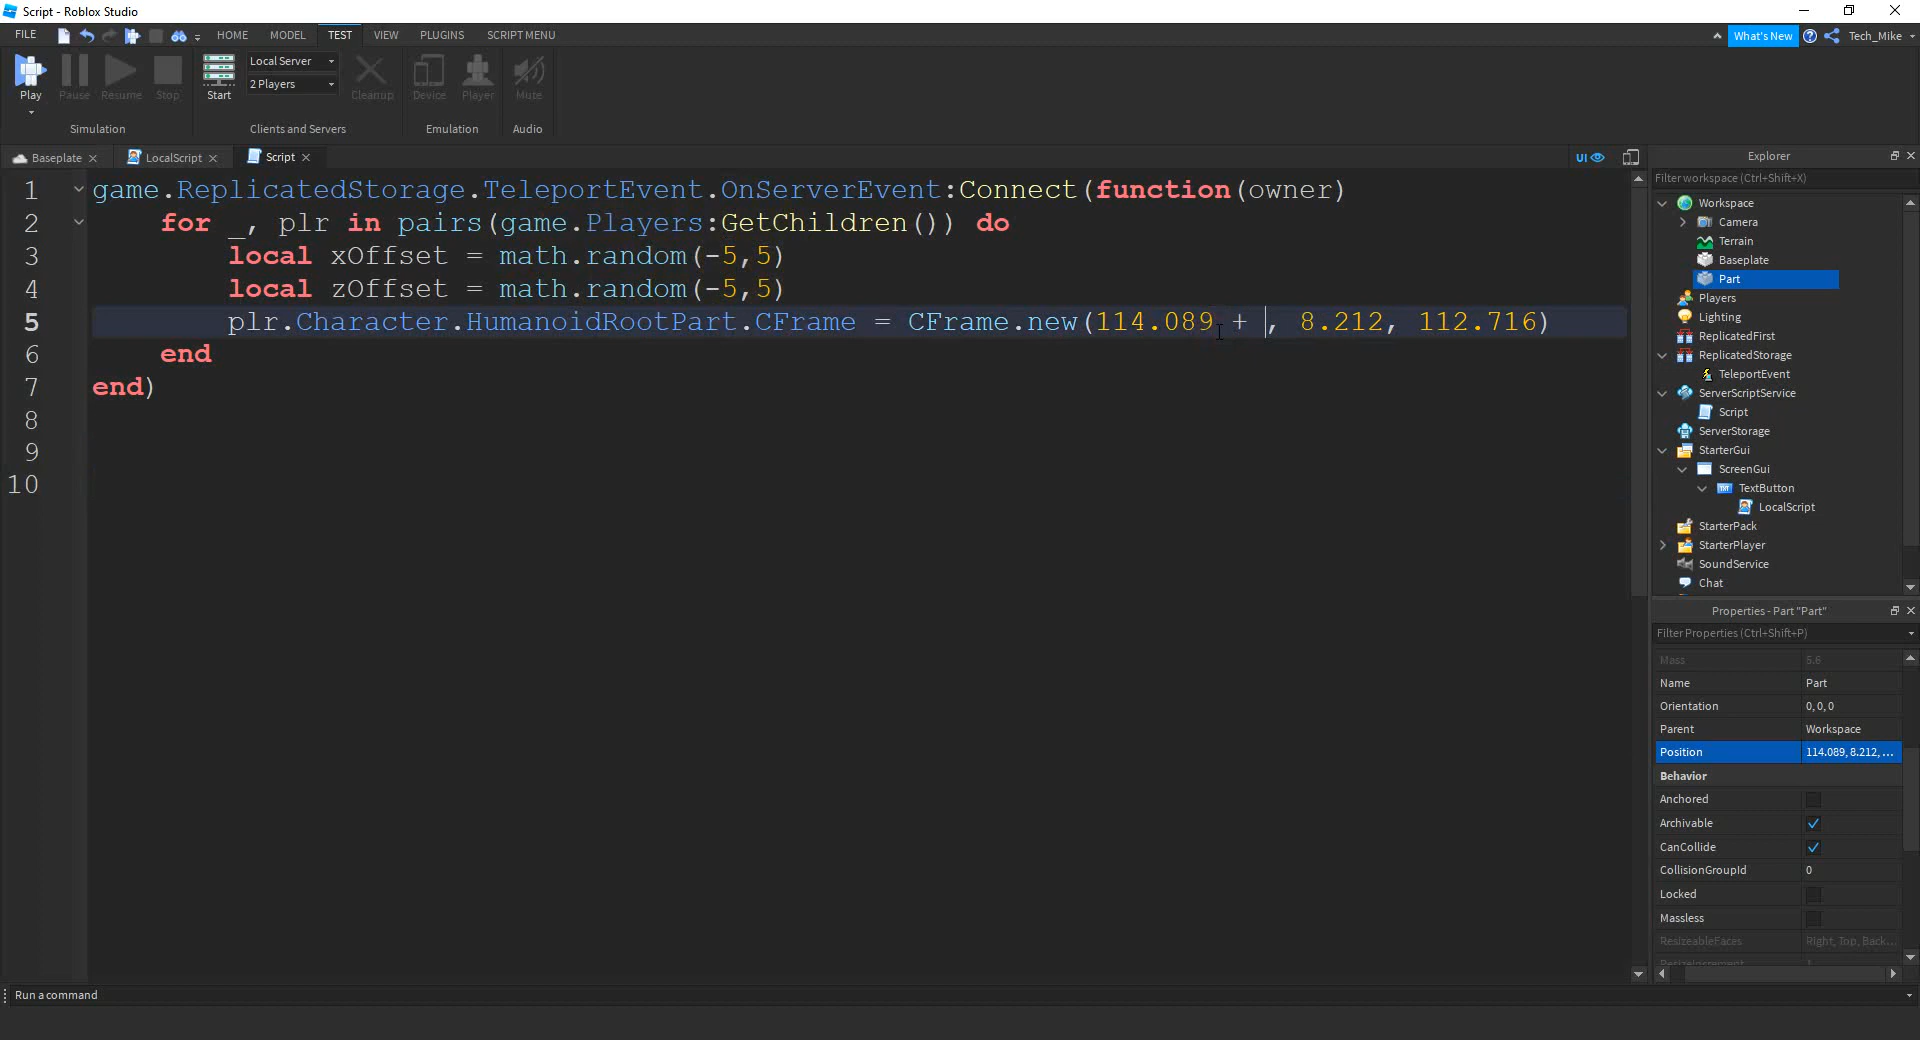 Script - Roblox Studio
FILE HOME MODEL TEST VIEW PLUGINS SCRIPT MENU What's New Tech_Mike
Play Pause Resume Stop Start Local Server 2 Players Cleanup Device Player Mute
Simulation Clients and Servers Emulation Audio
Baseplate LocalScript Script UI
1 game.ReplicatedStorage.TeleportEvent.OnServerEvent:Connect(function(owner)
2 for _, plr in pairs(game.Players:GetChildren()) do
3 local xOffset = math.random(-5,5)
4 local zOffset = math.random(-5,5)
5 plr.Character.HumanoidRootPart.CFrame = CFrame.new(114.089 + , 8.212, 112.716)
6 end
7 end)
8
9
10
Explorer
Filter workspace (Ctrl+Shift+X)
Workspace
Camera
Terrain
Baseplate
Part
Players
Lighting
ReplicatedFirst
ReplicatedStorage
TeleportEvent
ServerScriptService
Script
ServerStorage
StarterGui
ScreenGui
TextButton
LocalScript
StarterPack
StarterPlayer
SoundService
Chat
Properties - Part "Part"
Filter Properties (Ctrl+Shift+P)
Mass 5.6
Name Part
Orientation 0, 0, 0
Parent Workspace
Position 114.089, 8.212, ...
Behavior
Anchored
Archivable
CanCollide
CollisionGroupId 0
Locked
Massless
ResizeableFaces Right, Top, Back...
Run a command